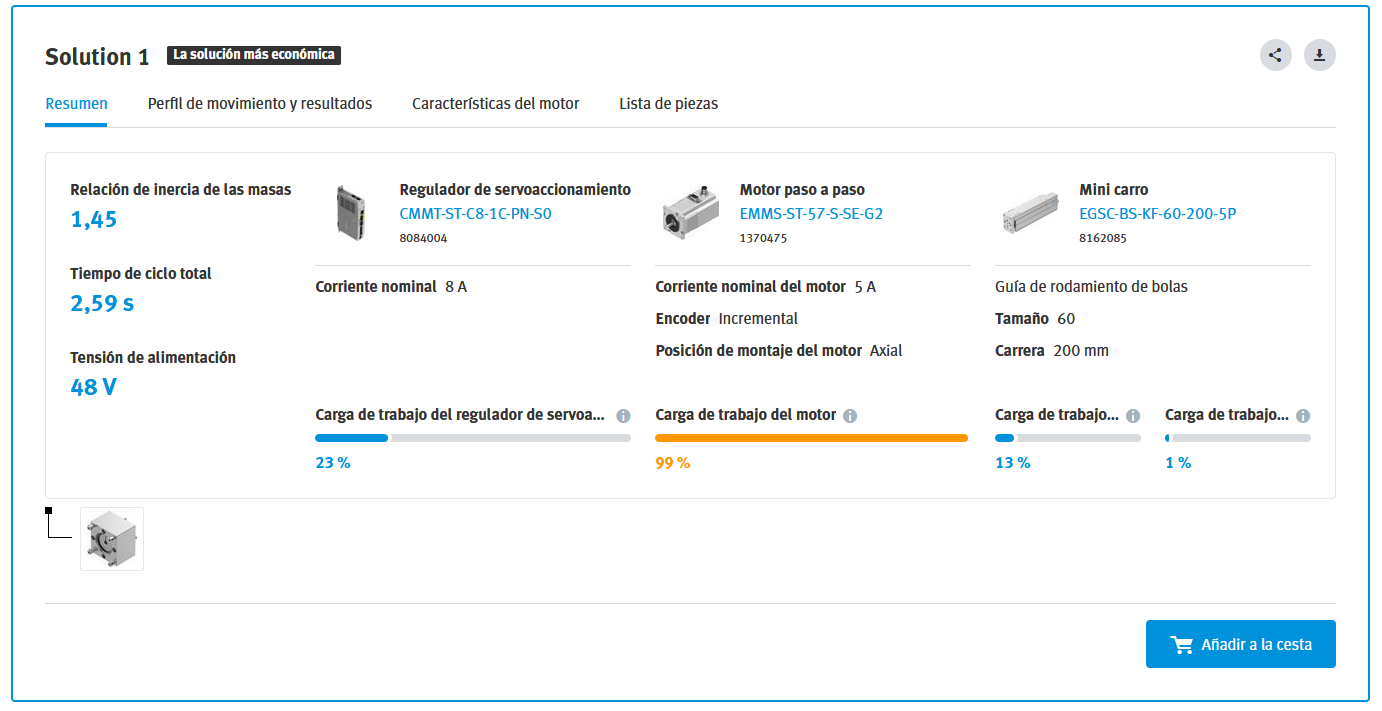 Solution 1 La solución más económica
Resumen Perfil de movimiento y resultados Características del motor Lista de piezas
Relación de inercia de las masas
1,45
Tiempo de ciclo total
2,59 s
Tensión de alimentación
48 V
Regulador de servoaccionamiento
CMMT-ST-C8-1C-PN-S0
8084004
Corriente nominal 8 A
Carga de trabajo del regulador de servoa...
23 %
Motor paso a paso
EMMS-ST-57-S-SE-G2
1370475
Corriente nominal del motor 5 A
Encoder Incremental
Posición de montaje del motor Axial
Carga de trabajo del motor
99 %
Mini carro
EGSC-BS-KF-60-200-5P
8162085
Guía de rodamiento de bolas
Tamaño 60
Carrera 200 mm
Carga de trabajo...
13 %
Carga de trabajo...
1 %
Añadir a la cesta